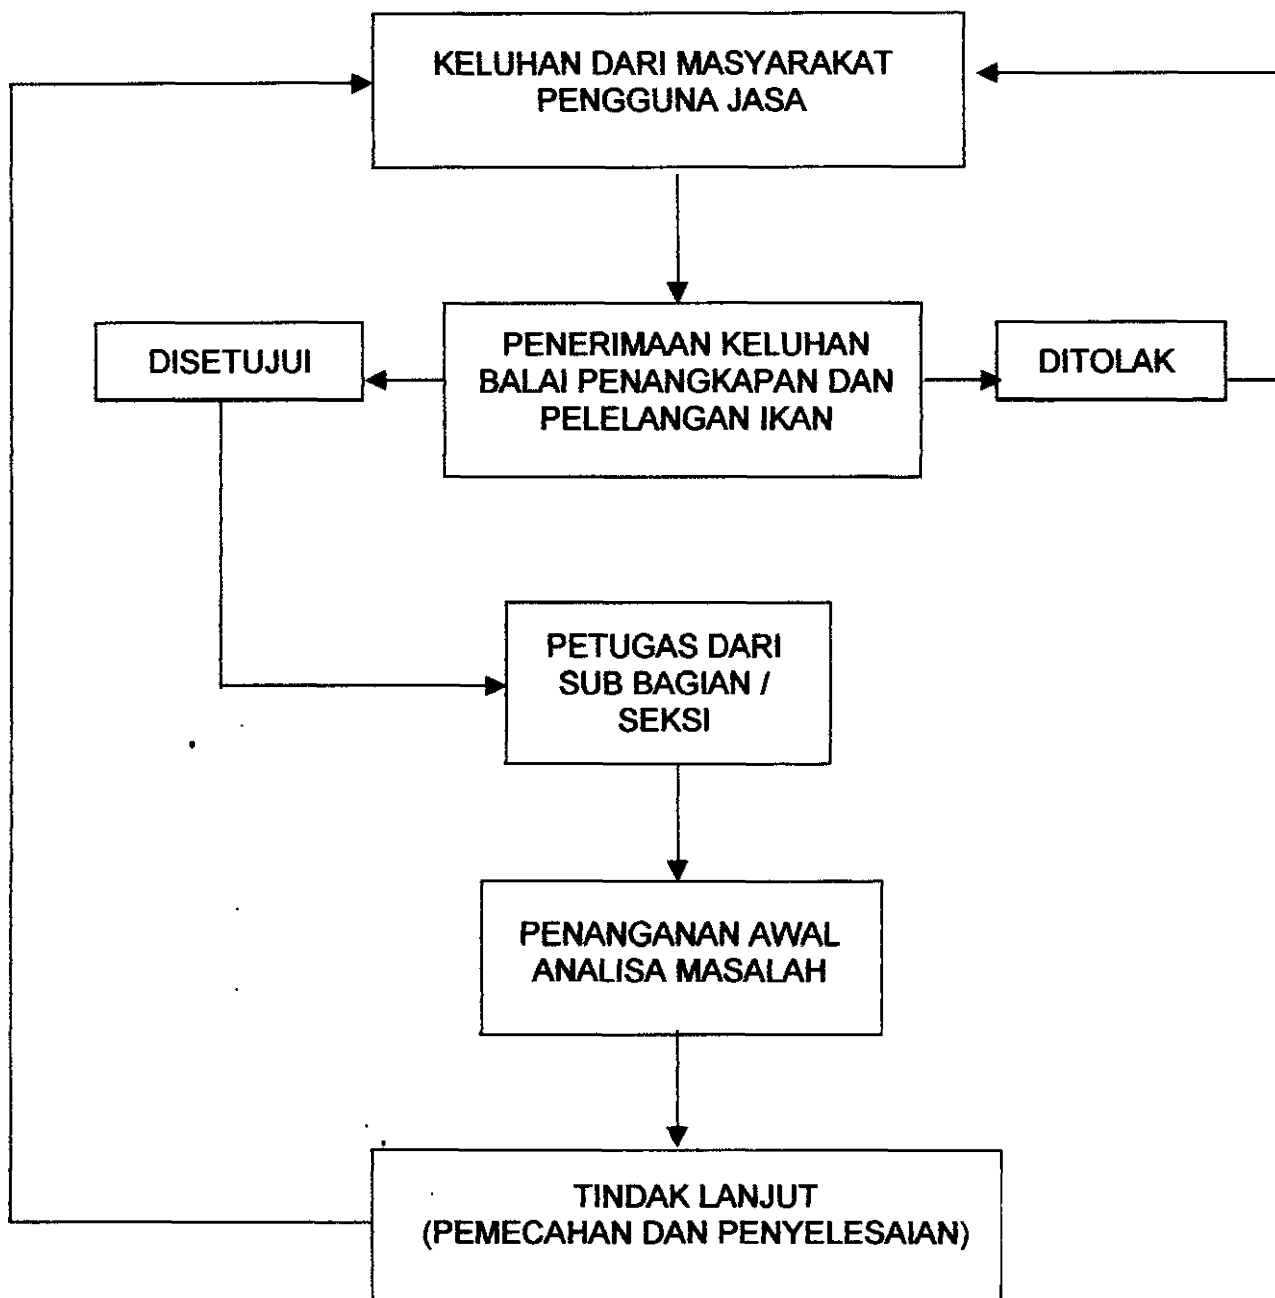 KELUHAN DARI MASYARAKAT
PENGGUNA JASA
DISETUJUI
PENERIMAAN KELUHAN
BALAI PENANGKAPAN DAN
PELELANGAN IKAN
DITOLAK
PETUGAS DARI
SUB BAGIAN /
SEKSI
PENANGANAN AWAL
ANALISA MASALAH
TINDAK LANJUT
(PEMECAHAN DAN PENYELESAIAN)